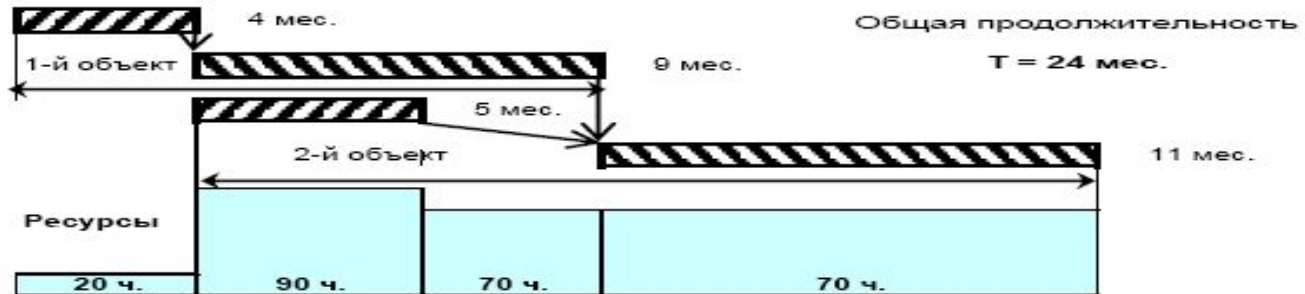 4 мес.
Общая продолжительность
1-й объект
9 мес.
T = 24 мес.
5 мес.
2-й объект
11 мес.
Ресурсы
20 ч.
90 ч.
70 ч.
70 ч.